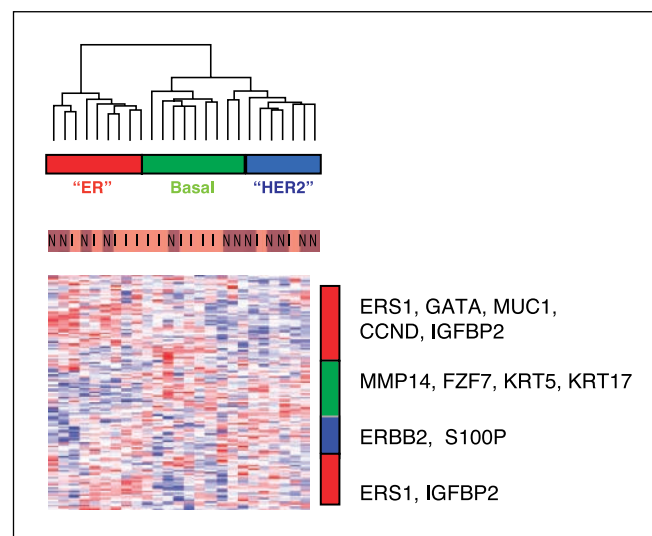 "ER" Basal "HER2"
N N I N I N I I I I I N I I I I N N N I N N I N N
ERS1, GATA, MUC1,
CCND, IGFBP2
MMP14, FZF7, KRT5, KRT17
ERBB2, S100P
ERS1, IGFBP2